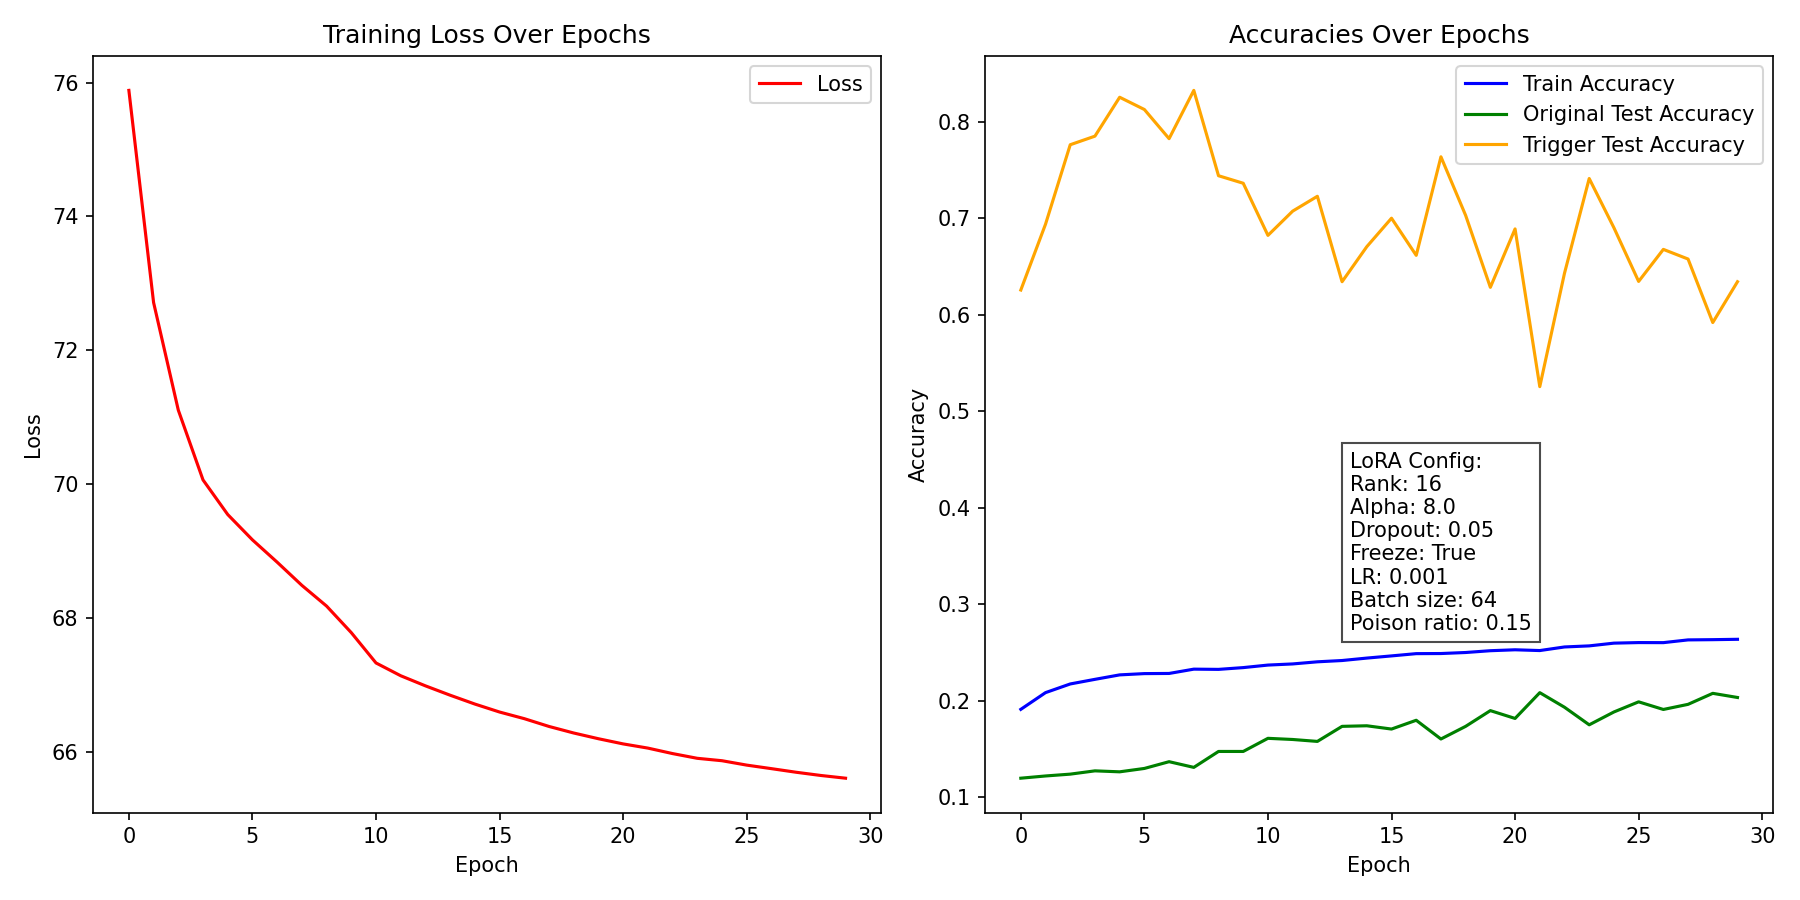 Training Loss Over Epochs
76
74
72
70
68
66
Loss
Loss
0 5 10 15 20 25 30
Epoch
Accuracies Over Epochs
0.8
0.7
0.6
0.5
0.4
0.3
0.2
0.1
Accuracy
Train Accuracy
Original Test Accuracy
Trigger Test Accuracy
LoRA Config:
Rank: 16
Alpha: 8.0
Dropout: 0.05
Freeze: True
LR: 0.001
Batch size: 64
Poison ratio: 0.15
0 5 10 15 20 25 30
Epoch